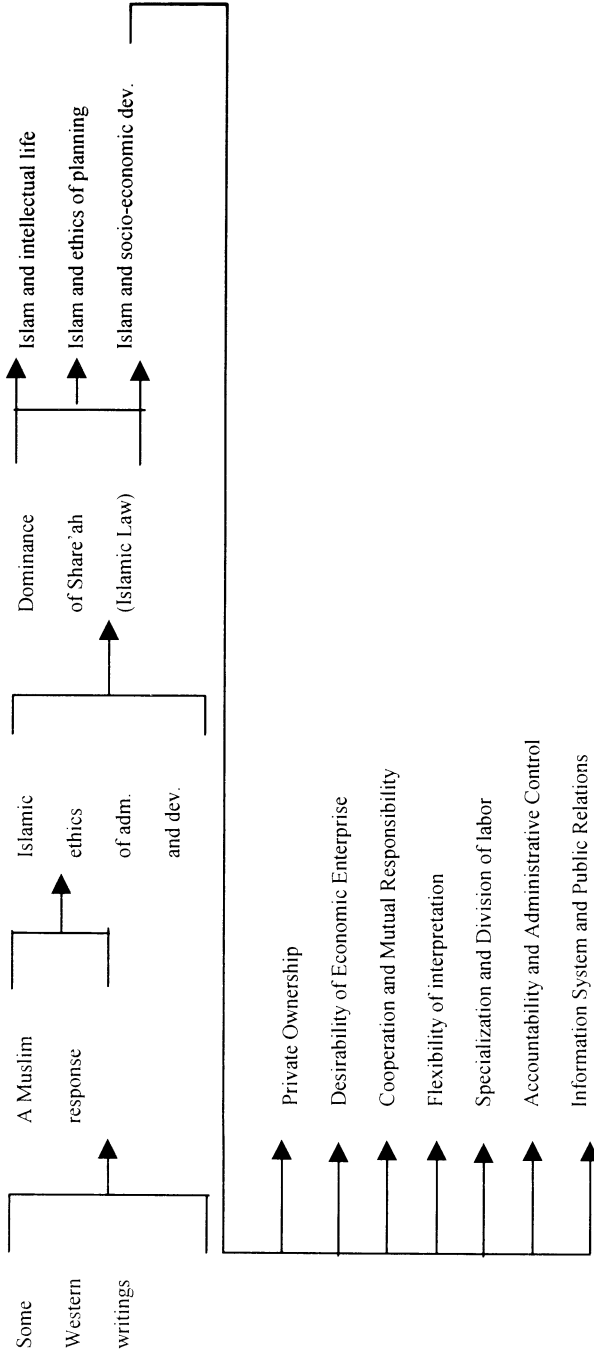 Some
Western
writings
A Muslim
response
Islamic
ethics
of adm.
and dev.
Dominance
of Share’ah
(Islamic Law)
Islam and intellectual life
Islam and ethics of planning
Islam and socio-economic dev.
Private Ownership
Desirability of Economic Enterprise
Cooperation and Mutual Responsibility
Flexibility of interpretation
Specialization and Division of labor
Accountability and Administrative Control
Information System and Public Relations